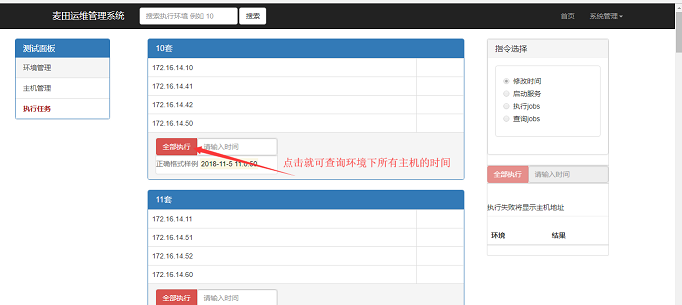 麦田运维管理系统 搜索执行环境 例如 10 搜索 首页 系统管理
测试面板
环境管理
主机管理
执行任务
10套
172.16.14.10
172.16.14.41
172.16.14.42
172.16.14.50
全部执行 请输入时间
正确格式样例 2018-11-5 11:0:50
点击就可查询环境下所有主机的时间
11套
172.16.14.11
172.16.14.51
172.16.14.52
172.16.14.60
全部执行 请输入时间
指令选择
修改时间
启动服务
执行jobs
查询jobs
全部执行 请输入时间
执行失败将显示主机地址
环境 结果